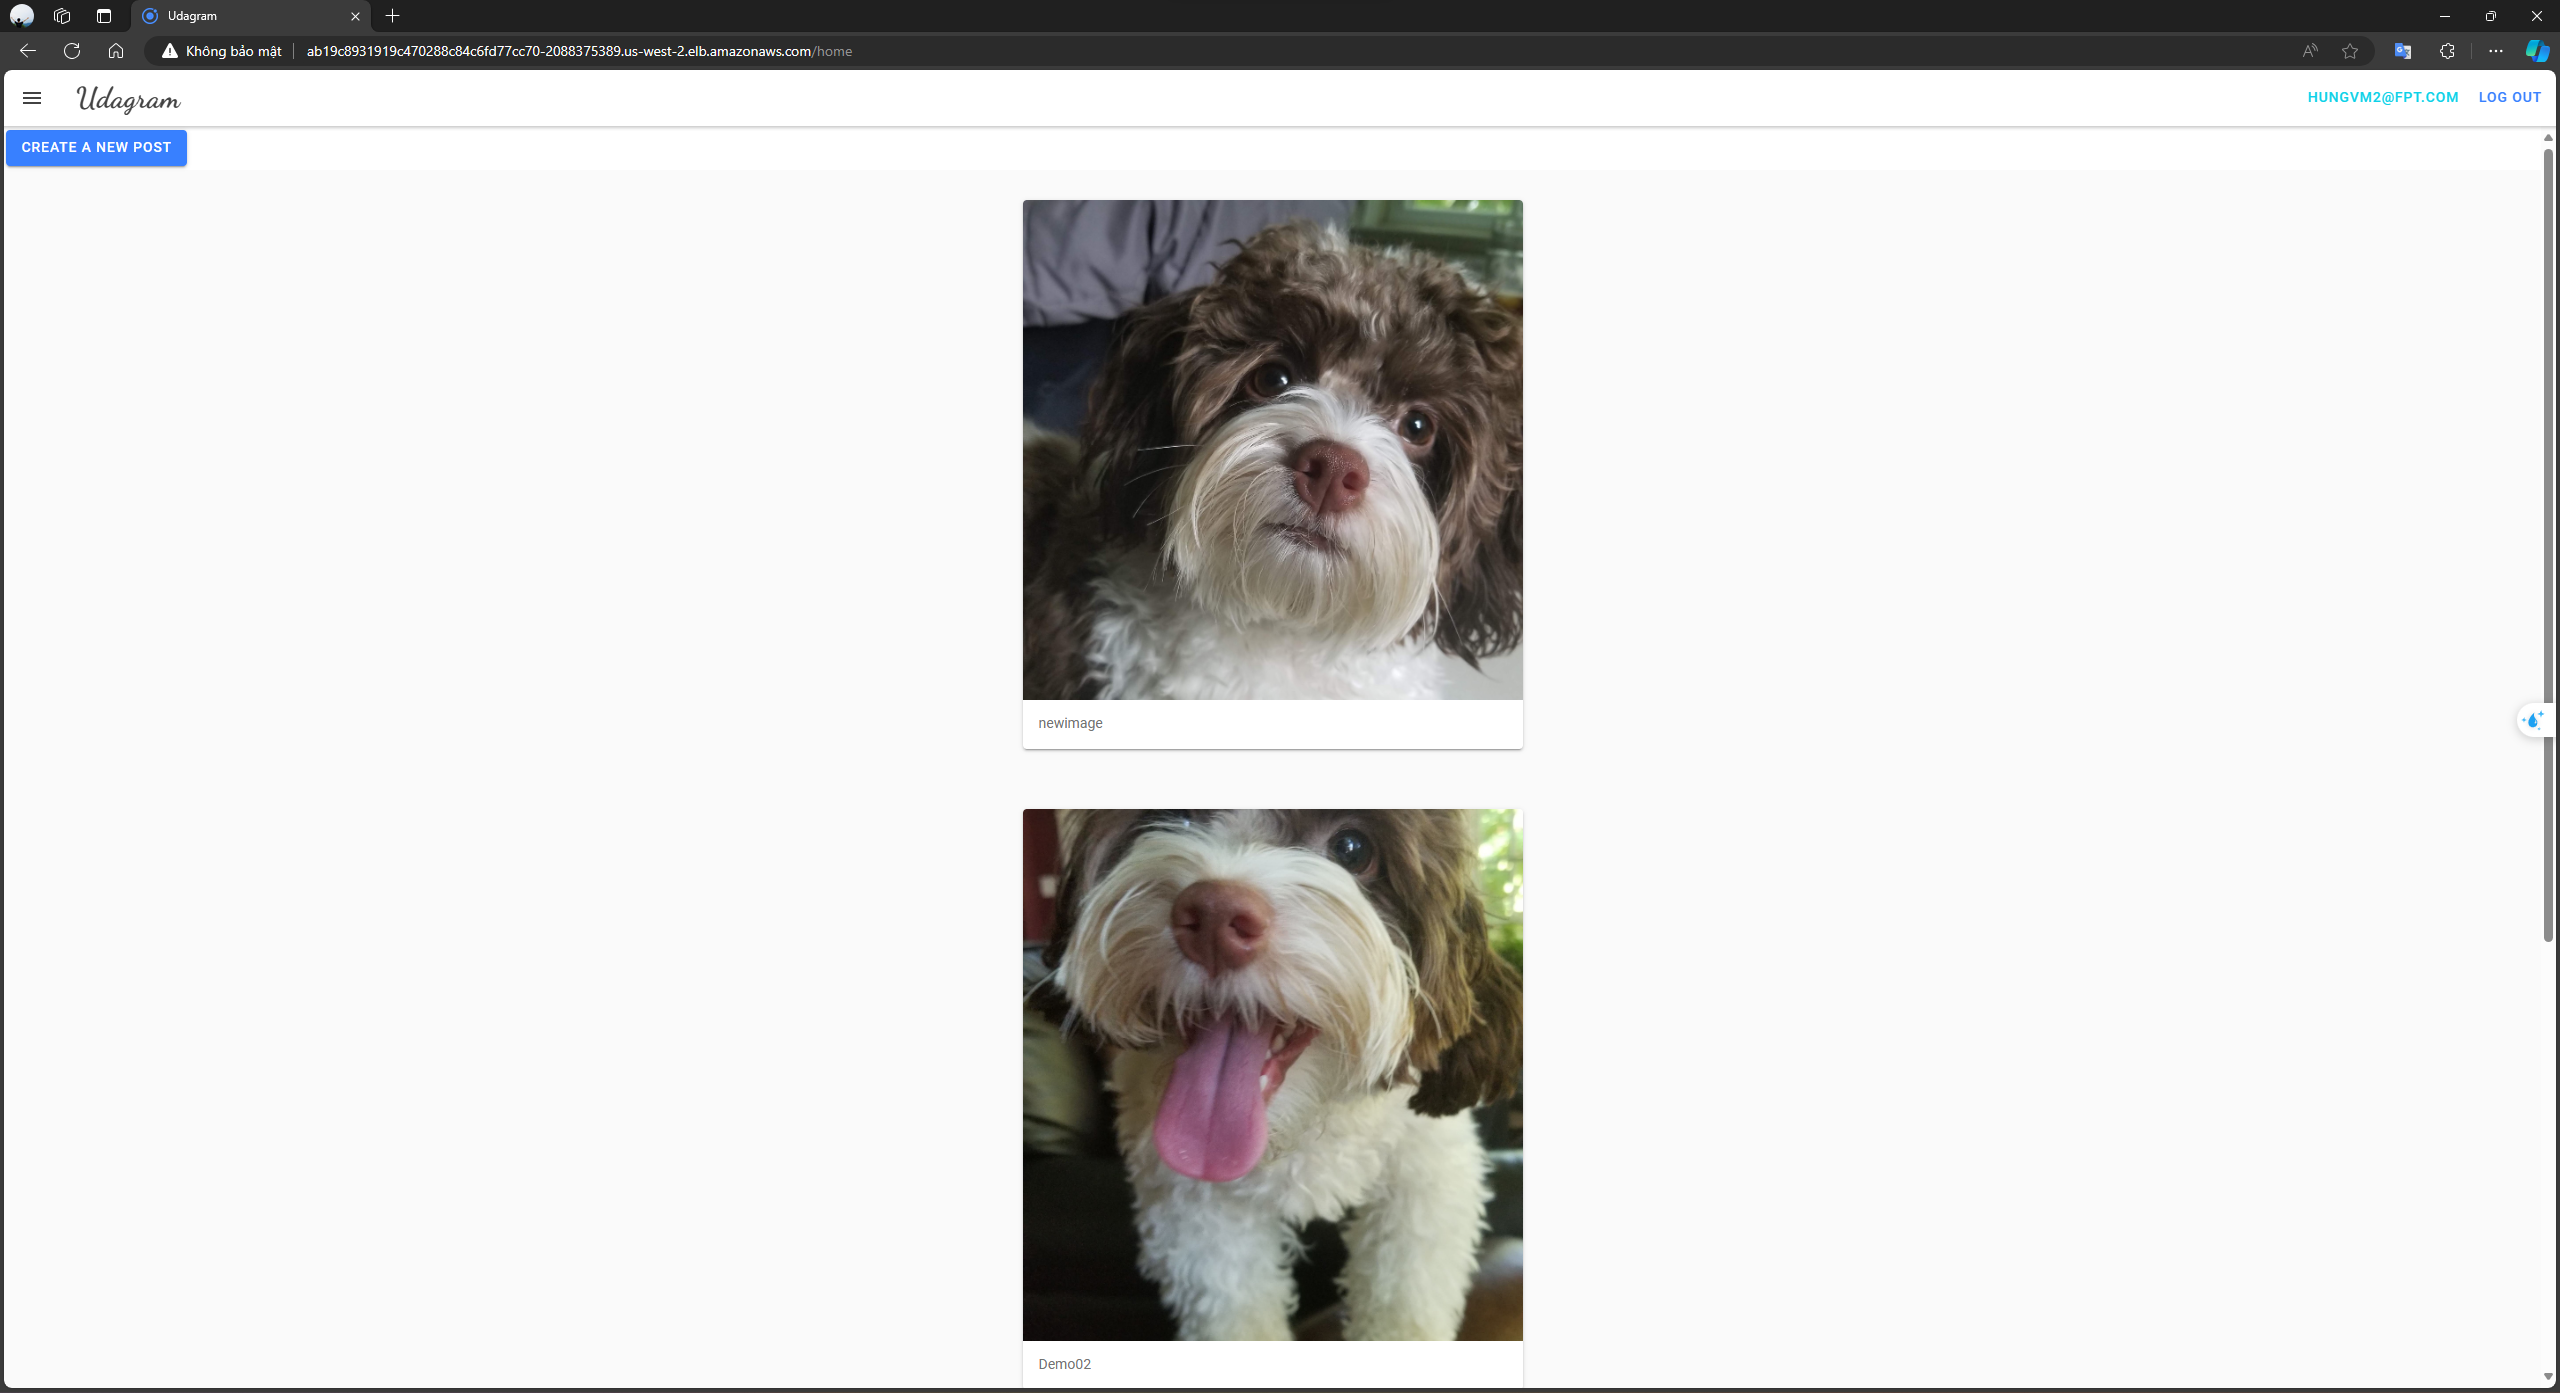 Udagram
Không bảo mật
ab19c8931919c470288c84c6fd77cc70-2088375389.us-west-2.elb.amazonaws.com/home
Udagram
HUNGVM2@FPT.COM
LOG OUT
CREATE A NEW POST
newimage
Demo02